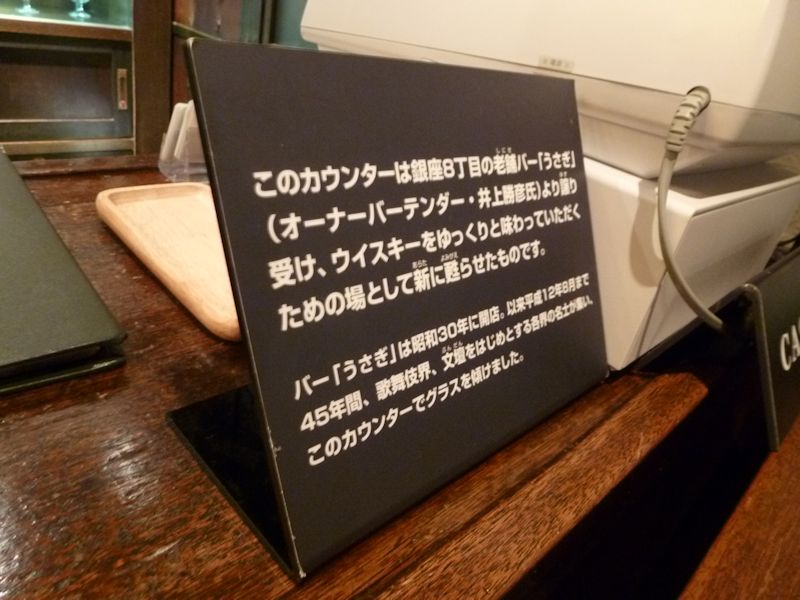 このカウンターは銀座8丁目の老舗バー「うさぎ」
（オーナーバーテンダー・井上勝彦氏）より譲り
受け、ウイスキーをゆっくりと味わっていただく
ための場として新に甦らせたものです。
バー「うさぎ」は昭和30年に開店。以来平成12年8月まで
45年間、歌舞伎界、文壇をはじめとする各界の名士が集い、
このカウンターでグラスを傾けました。
CA